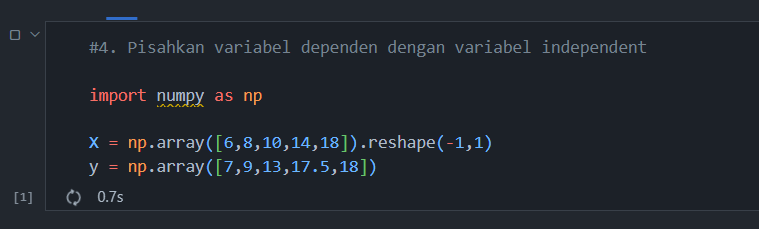 #4. Pisahkan variabel dependen dengan variabel independent
import numpy as np
X = np.array([6,8,10,14,18]).reshape(-1,1)
y = np.array([7,9,13,17.5,18])
[1]
0.7s